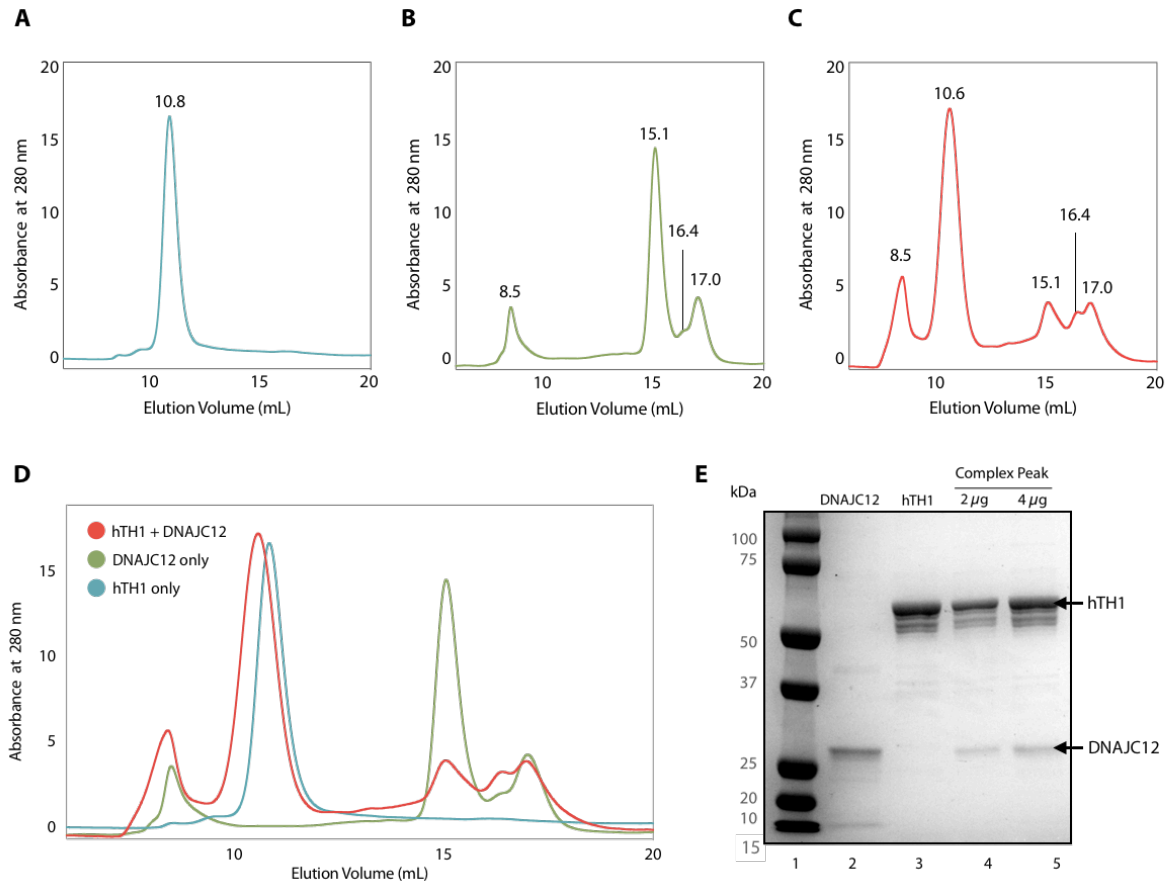 A
B
C
20
15
10
5
0
10.8
10
15
20
Absorbance at 280 nm
Elution Volume (mL)
20
15
10
5
0
8.5
15.1
16.4
17.0
10
15
20
Absorbance at 280 nm
Elution Volume (mL)
20
15
10
5
0
8.5
10.6
15.1
16.4
17.0
10
15
20
Absorbance at 280 nm
Elution Volume (mL)
D
hTH1 + DNAJC12
DNAJC12 only
hTH1 only
15
10
5
0
10
15
20
Absorbance at 280 nm
Elution Volume (mL)
E
Complex Peak
kDa
DNAJC12
hTH1
2 µg
4 µg
100
75
50
37
25
20
10
15
hTH1
DNAJC12
1
2
3
4
5